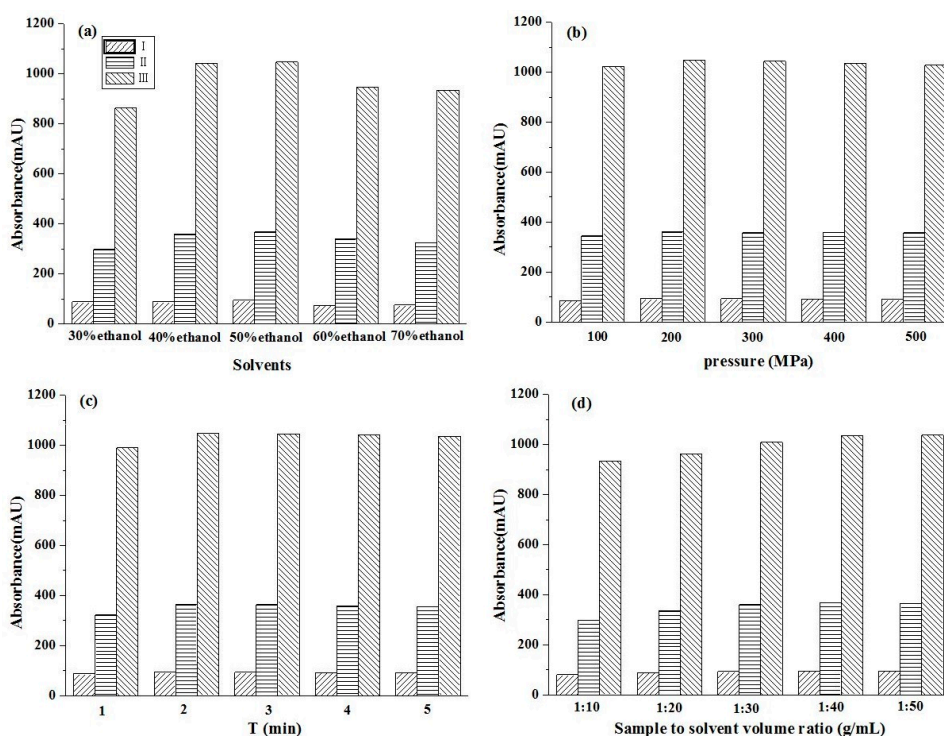 (a)
I
II
III
1200
1000
800
600
400
200
0
Absorbance(mAU)
30%ethanol 40%ethanol 50%ethanol 60%ethanol 70%ethanol
Solvents
(b)
1200
1000
800
600
400
200
0
Absorbance(mAU)
100 200 300 400 500
pressure (MPa)
(c)
1200
1000
800
600
400
200
0
Absorbance(mAU)
1 2 3 4 5
T (min)
(d)
1200
1000
800
600
400
200
0
Absorbance(mAU)
1:10 1:20 1:30 1:40 1:50
Sample to solvent volume ratio (g/mL)